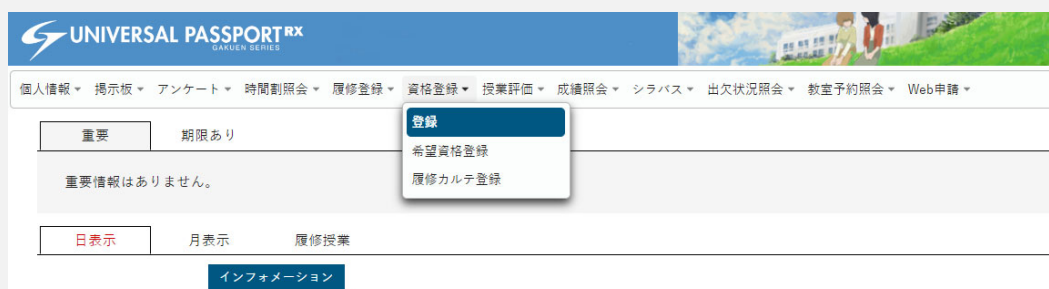 UNIVERSAL PASSPORT RX
GAKUEN SERIES
個人情報 掲示板 アンケート 時間割照会 履修登録 資格登録 授業評価 成績照会 シラバス 出欠状況照会 教室予約照会 Web申請
登録
希望資格登録
履修カルテ登録
重要 期限あり
重要情報はありません。
日表示 月表示 履修授業
インフォメーション